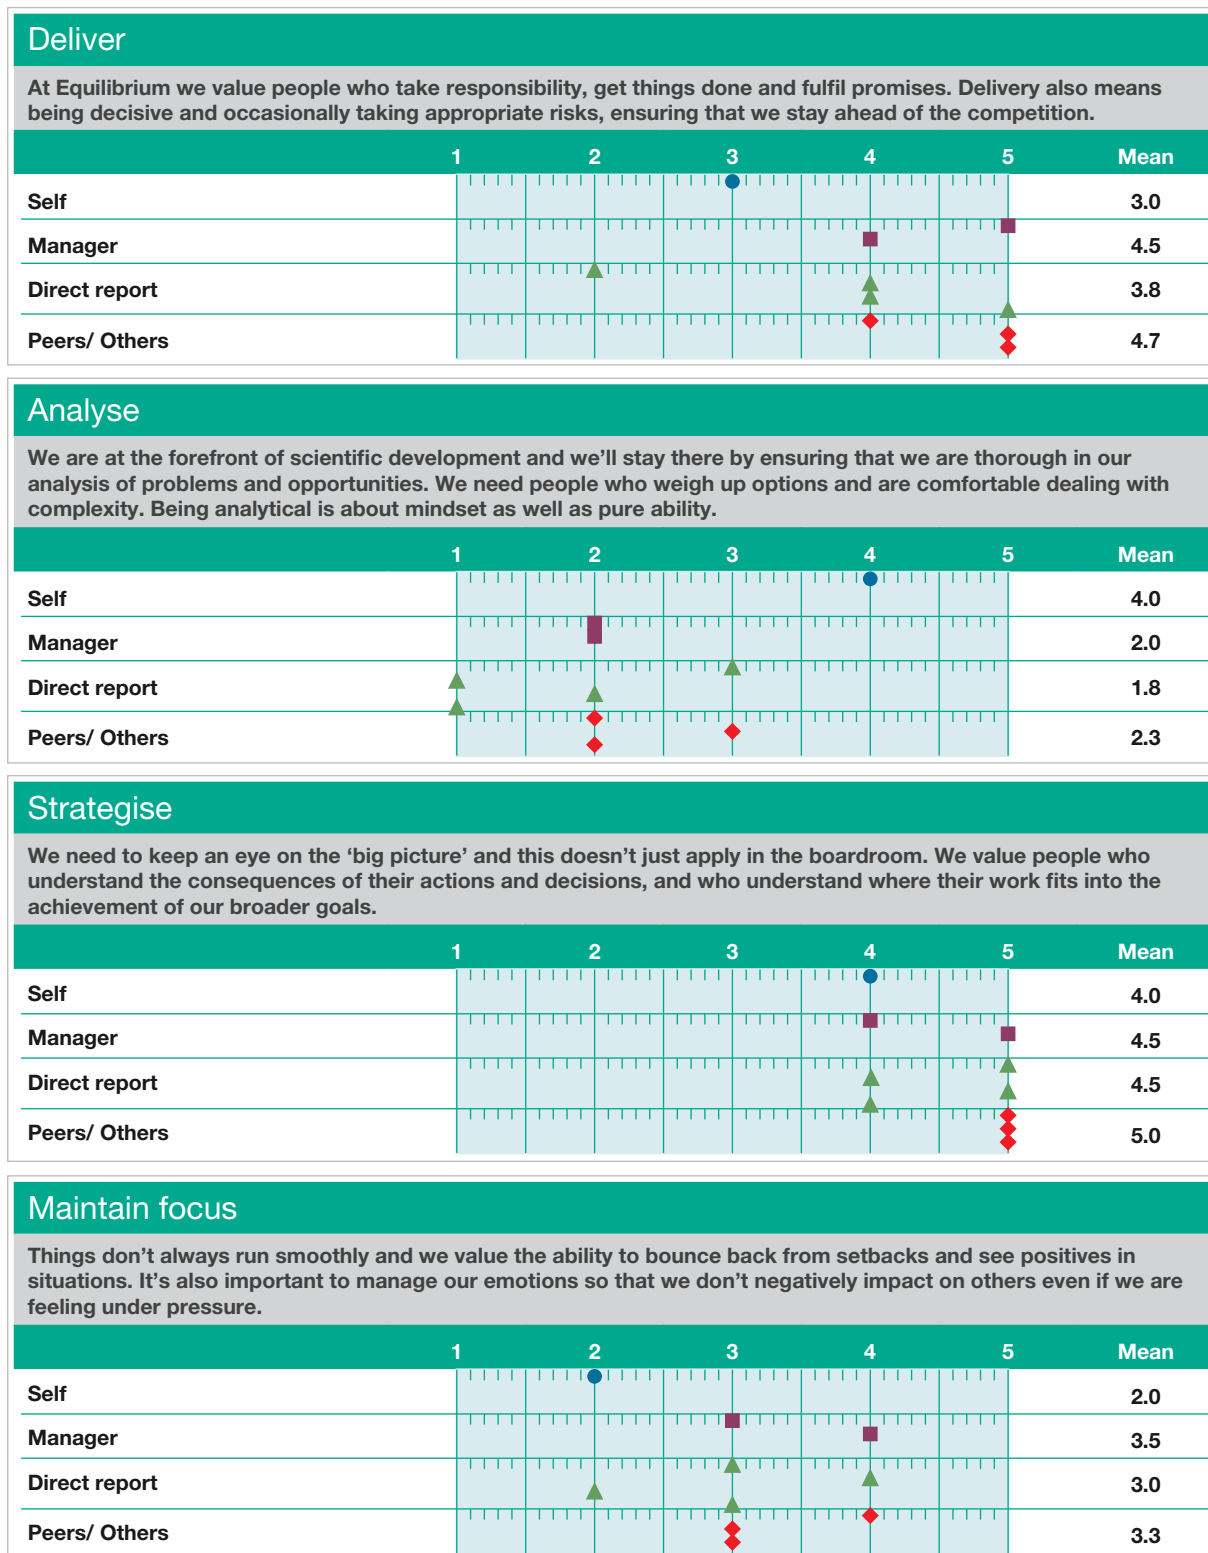 Deliver
At Equilibrium we value people who take responsibility, get things done and fulfil promises. Delivery also means
being decisive and occasionally taking appropriate risks, ensuring that we stay ahead of the competition.
1 2 3 4 5 Mean
Self 3.0
Manager 4.5
Direct report 3.8
Peers/ Others 4.7
Analyse
We are at the forefront of scientific development and we’ll stay there by ensuring that we are thorough in our
analysis of problems and opportunities. We need people who weigh up options and are comfortable dealing with
complexity. Being analytical is about mindset as well as pure ability.
1 2 3 4 5 Mean
Self 4.0
Manager 2.0
Direct report 1.8
Peers/ Others 2.3
Strategise
We need to keep an eye on the ‘big picture’ and this doesn’t just apply in the boardroom. We value people who
understand the consequences of their actions and decisions, and who understand where their work fits into the
achievement of our broader goals.
1 2 3 4 5 Mean
Self 4.0
Manager 4.5
Direct report 4.5
Peers/ Others 5.0
Maintain focus
Things don’t always run smoothly and we value the ability to bounce back from setbacks and see positives in
situations. It’s also important to manage our emotions so that we don’t negatively impact on others even if we are
feeling under pressure.
1 2 3 4 5 Mean
Self 2.0
Manager 3.5
Direct report 3.0
Peers/ Others 3.3